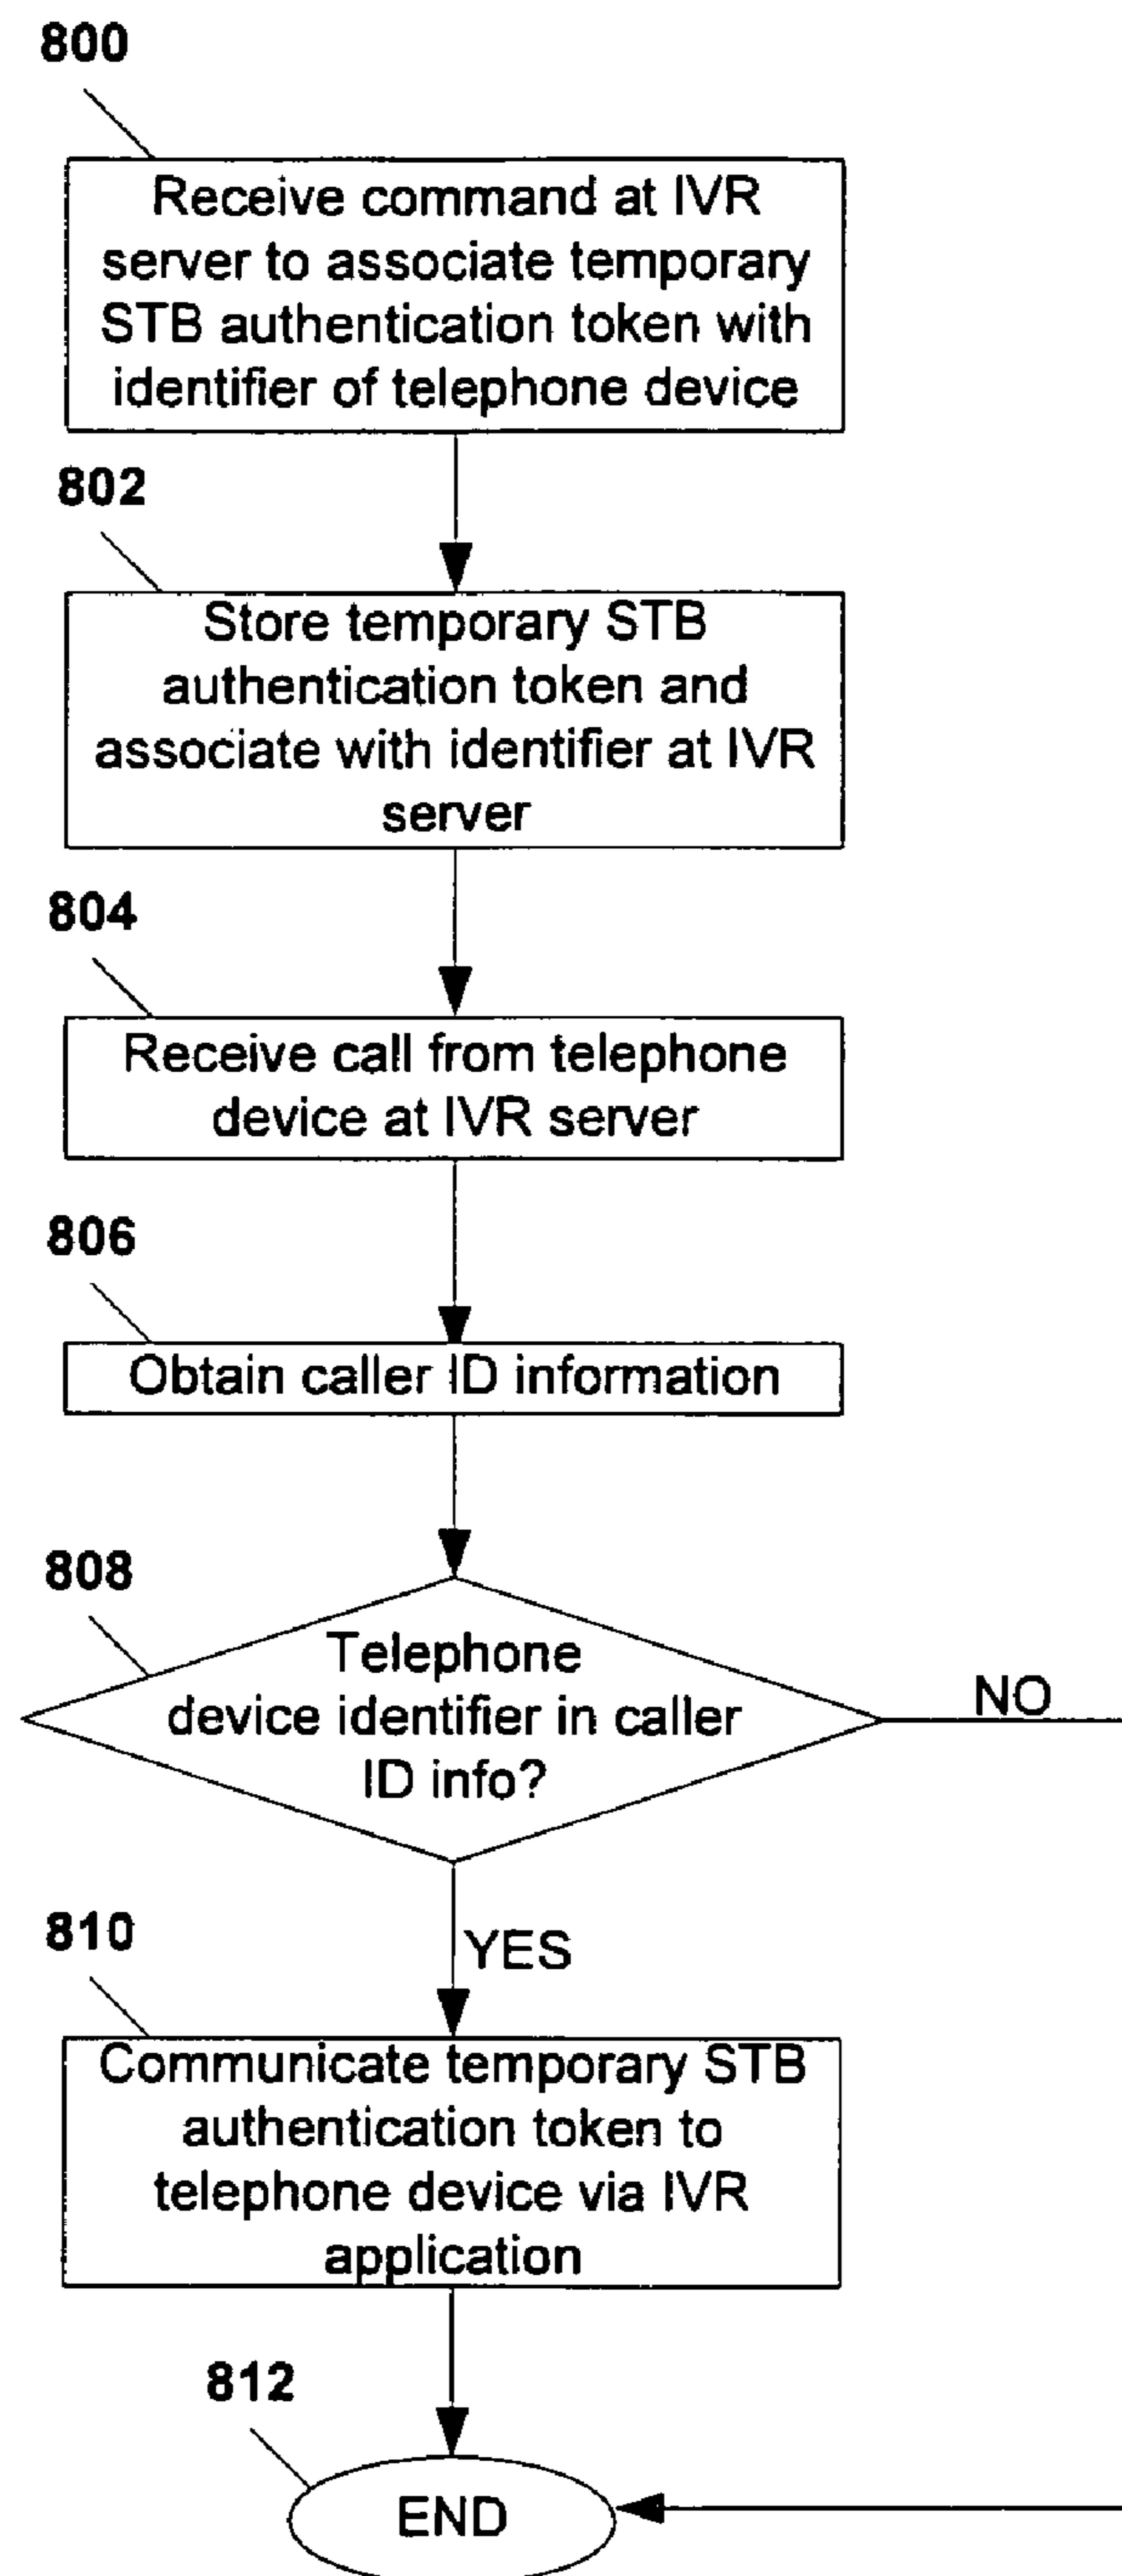 800
Receive command at IVR
server to associate temporary
STB authentication token with
identifier of telephone device
802
Store temporary STB
authentication token and
associate with identifier at IVR
server
804
Receive call from telephone
device at IVR server
806
Obtain caller ID information
808
Telephone
device identifier in caller
ID info?
NO
YES
810
Communicate temporary STB
authentication token to
telephone device via IVR
application
812
END